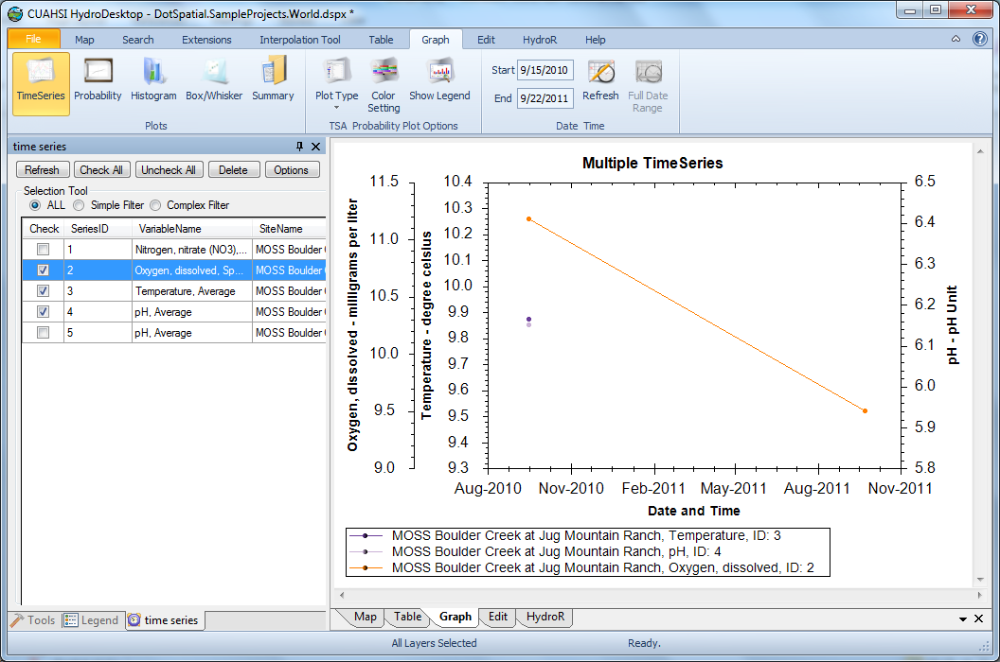 CUAHSI HydroDesktop - DotSpatial.SampleProjects.World.dspx *
File Map Search Extensions Interpolation Tool Table Graph Edit HydroR Help
TimeSeries Probability Histogram Box/Whisker Summary
Plots
Plot Type Color Setting Show Legend
TSA Probability Plot Options
Start 9/15/2010
End 9/22/2011
Refresh Full Date Range
Date Time
time series
Refresh Check All Uncheck All Delete Options
Selection Tool
ALL Simple Filter Complex Filter
Check SeriesID VariableName SiteName
1 Nitrogen, nitrate (NO3),... MOSS Boulder
2 Oxygen, dissolved, Sp... MOSS Boulder
3 Temperature, Average MOSS Boulder
4 pH, Average MOSS Boulder
5 pH, Average MOSS Boulder
Tools Legend time series
Multiple TimeSeries
Oxygen, dissolved - milligrams per liter
11.5
11.0
10.5
10.0
9.5
9.0
Temperature - degree celsius
10.4
10.3
10.2
10.1
10.0
9.9
9.8
9.7
9.6
9.5
9.4
9.3
6.5
6.4
6.3
6.2
6.1
6.0
5.9
5.8
pH - pH Unit
Aug-2010 Nov-2010 Feb-2011 May-2011 Aug-2011 Nov-2011
Date and Time
MOSS Boulder Creek at Jug Mountain Ranch, Temperature, ID: 3
MOSS Boulder Creek at Jug Mountain Ranch, pH, ID: 4
MOSS Boulder Creek at Jug Mountain Ranch, Oxygen, dissolved, ID: 2
Map Table Graph Edit HydroR
All Layers Selected Ready.